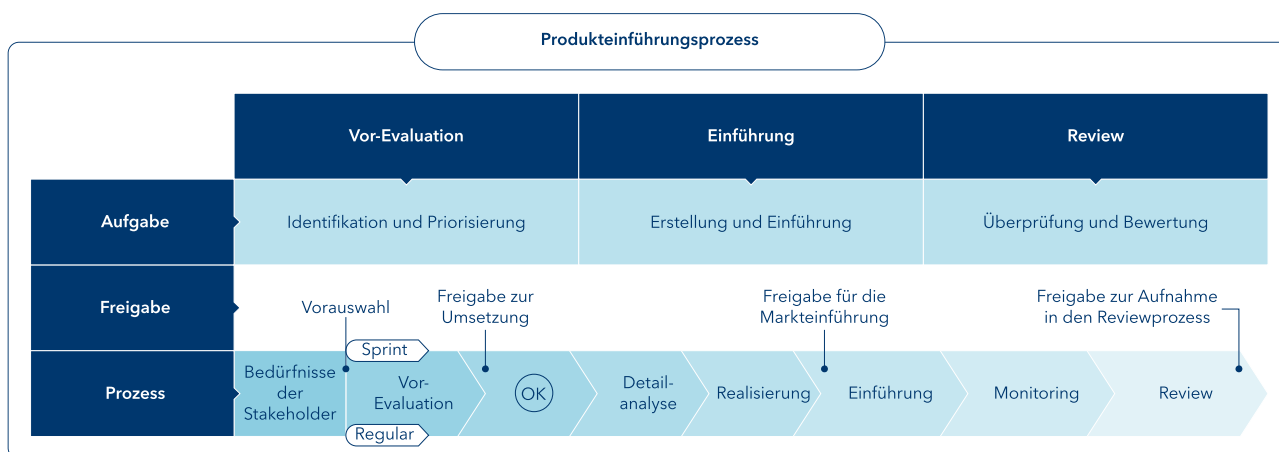 Produkteinführungsprozess
Vor-Evaluation
Einführung
Review
Aufgabe
Identifikation und Priorisierung
Erstellung und Einführung
Überprüfung und Bewertung
Freigabe
Vorauswahl
Freigabe zur
Umsetzung
Freigabe für die
Markteinführung
Freigabe zur Aufnahme
in den Reviewprozess
Prozess
Bedürfnisse
der
Stakeholder
Sprint
Vor-
Evaluation
Regular
OK
Detail-
analyse
Realisierung
Einführung
Monitoring
Review